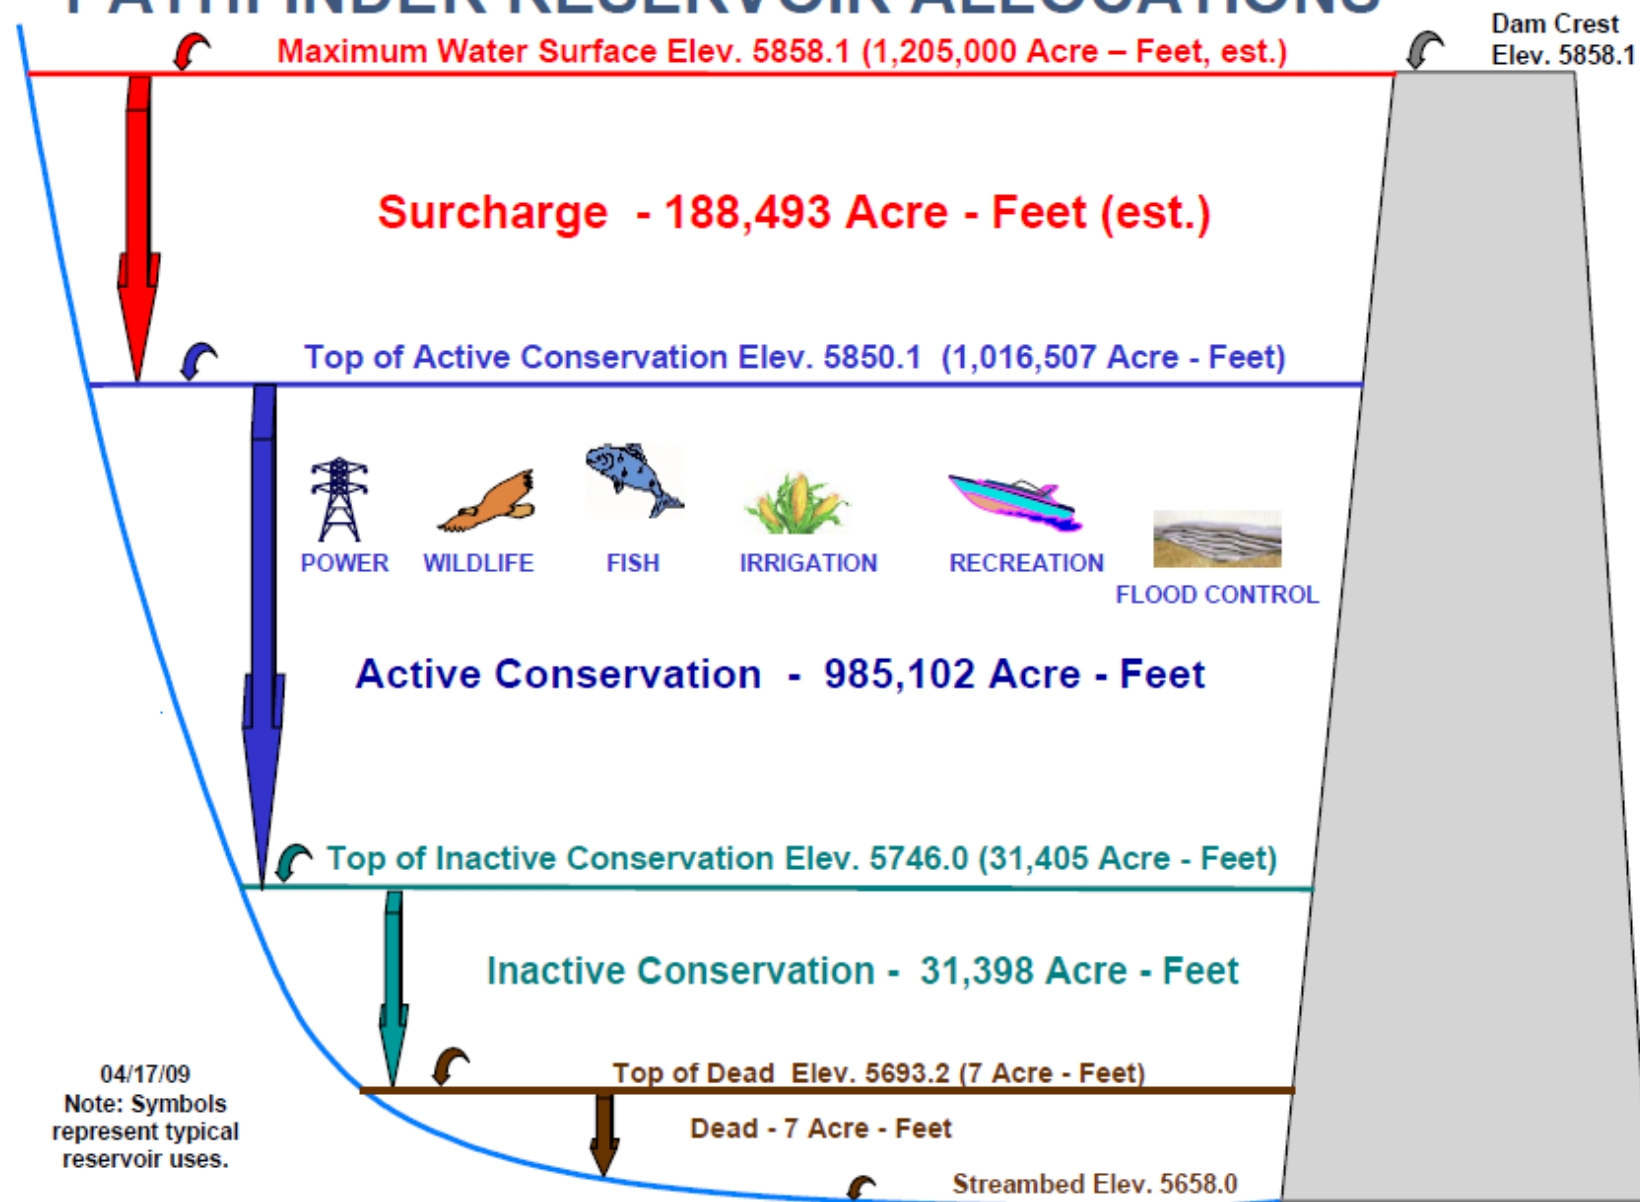 PATHFINDER RESERVOIR ALLOCATIONS
Dam Crest
Elev. 5858.1
Maximum Water Surface Elev. 5858.1 (1,205,000 Acre – Feet, est.)
Surcharge - 188,493 Acre - Feet (est.)
Top of Active Conservation Elev. 5850.1 (1,016,507 Acre - Feet)
POWER WILDLIFE FISH IRRIGATION RECREATION
FLOOD CONTROL
Active Conservation - 985,102 Acre - Feet
Top of Inactive Conservation Elev. 5746.0 (31,405 Acre - Feet)
Inactive Conservation - 31,398 Acre - Feet
Top of Dead Elev. 5693.2 (7 Acre - Feet)
Dead - 7 Acre - Feet
04/17/09
Note: Symbols
represent typical
reservoir uses.
Streambed Elev. 5658.0